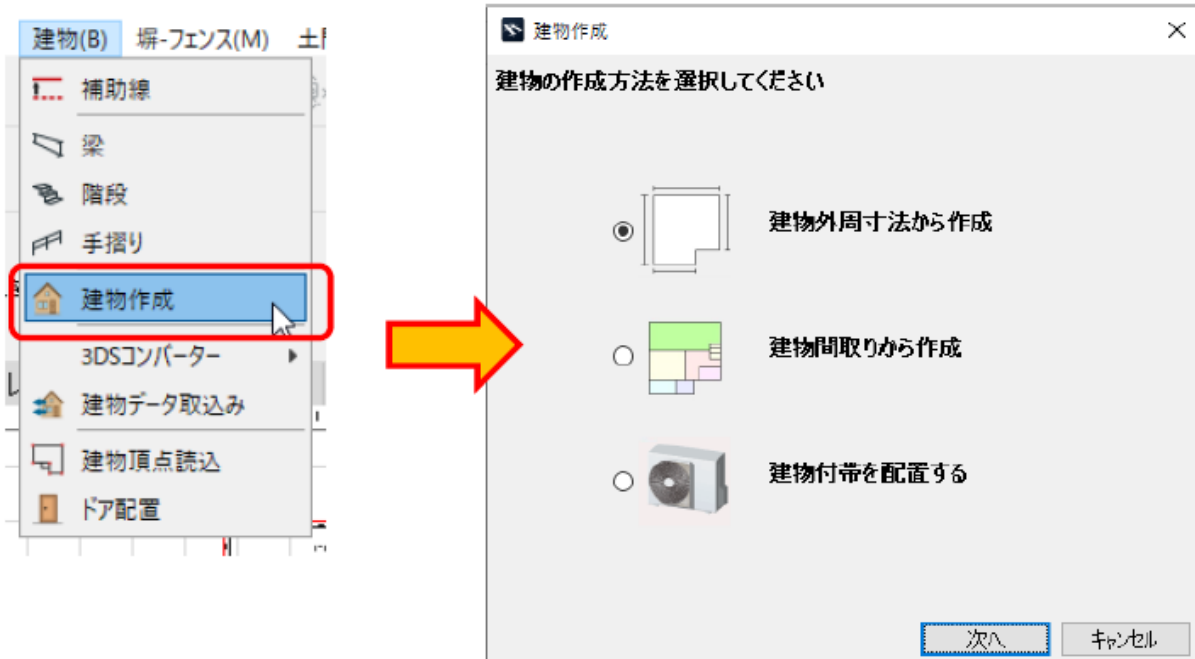 建物(B) 塀-フェンス(M)
補助線
梁
階段
手摺り
建物作成
3DSコンバーター
建物データ取込み
建物頂点読込
ドア配置
建物作成
建物の作成方法を選択してください
建物外周寸法から作成
建物間取りから作成
建物付帯を配置する
次へ キャンセル